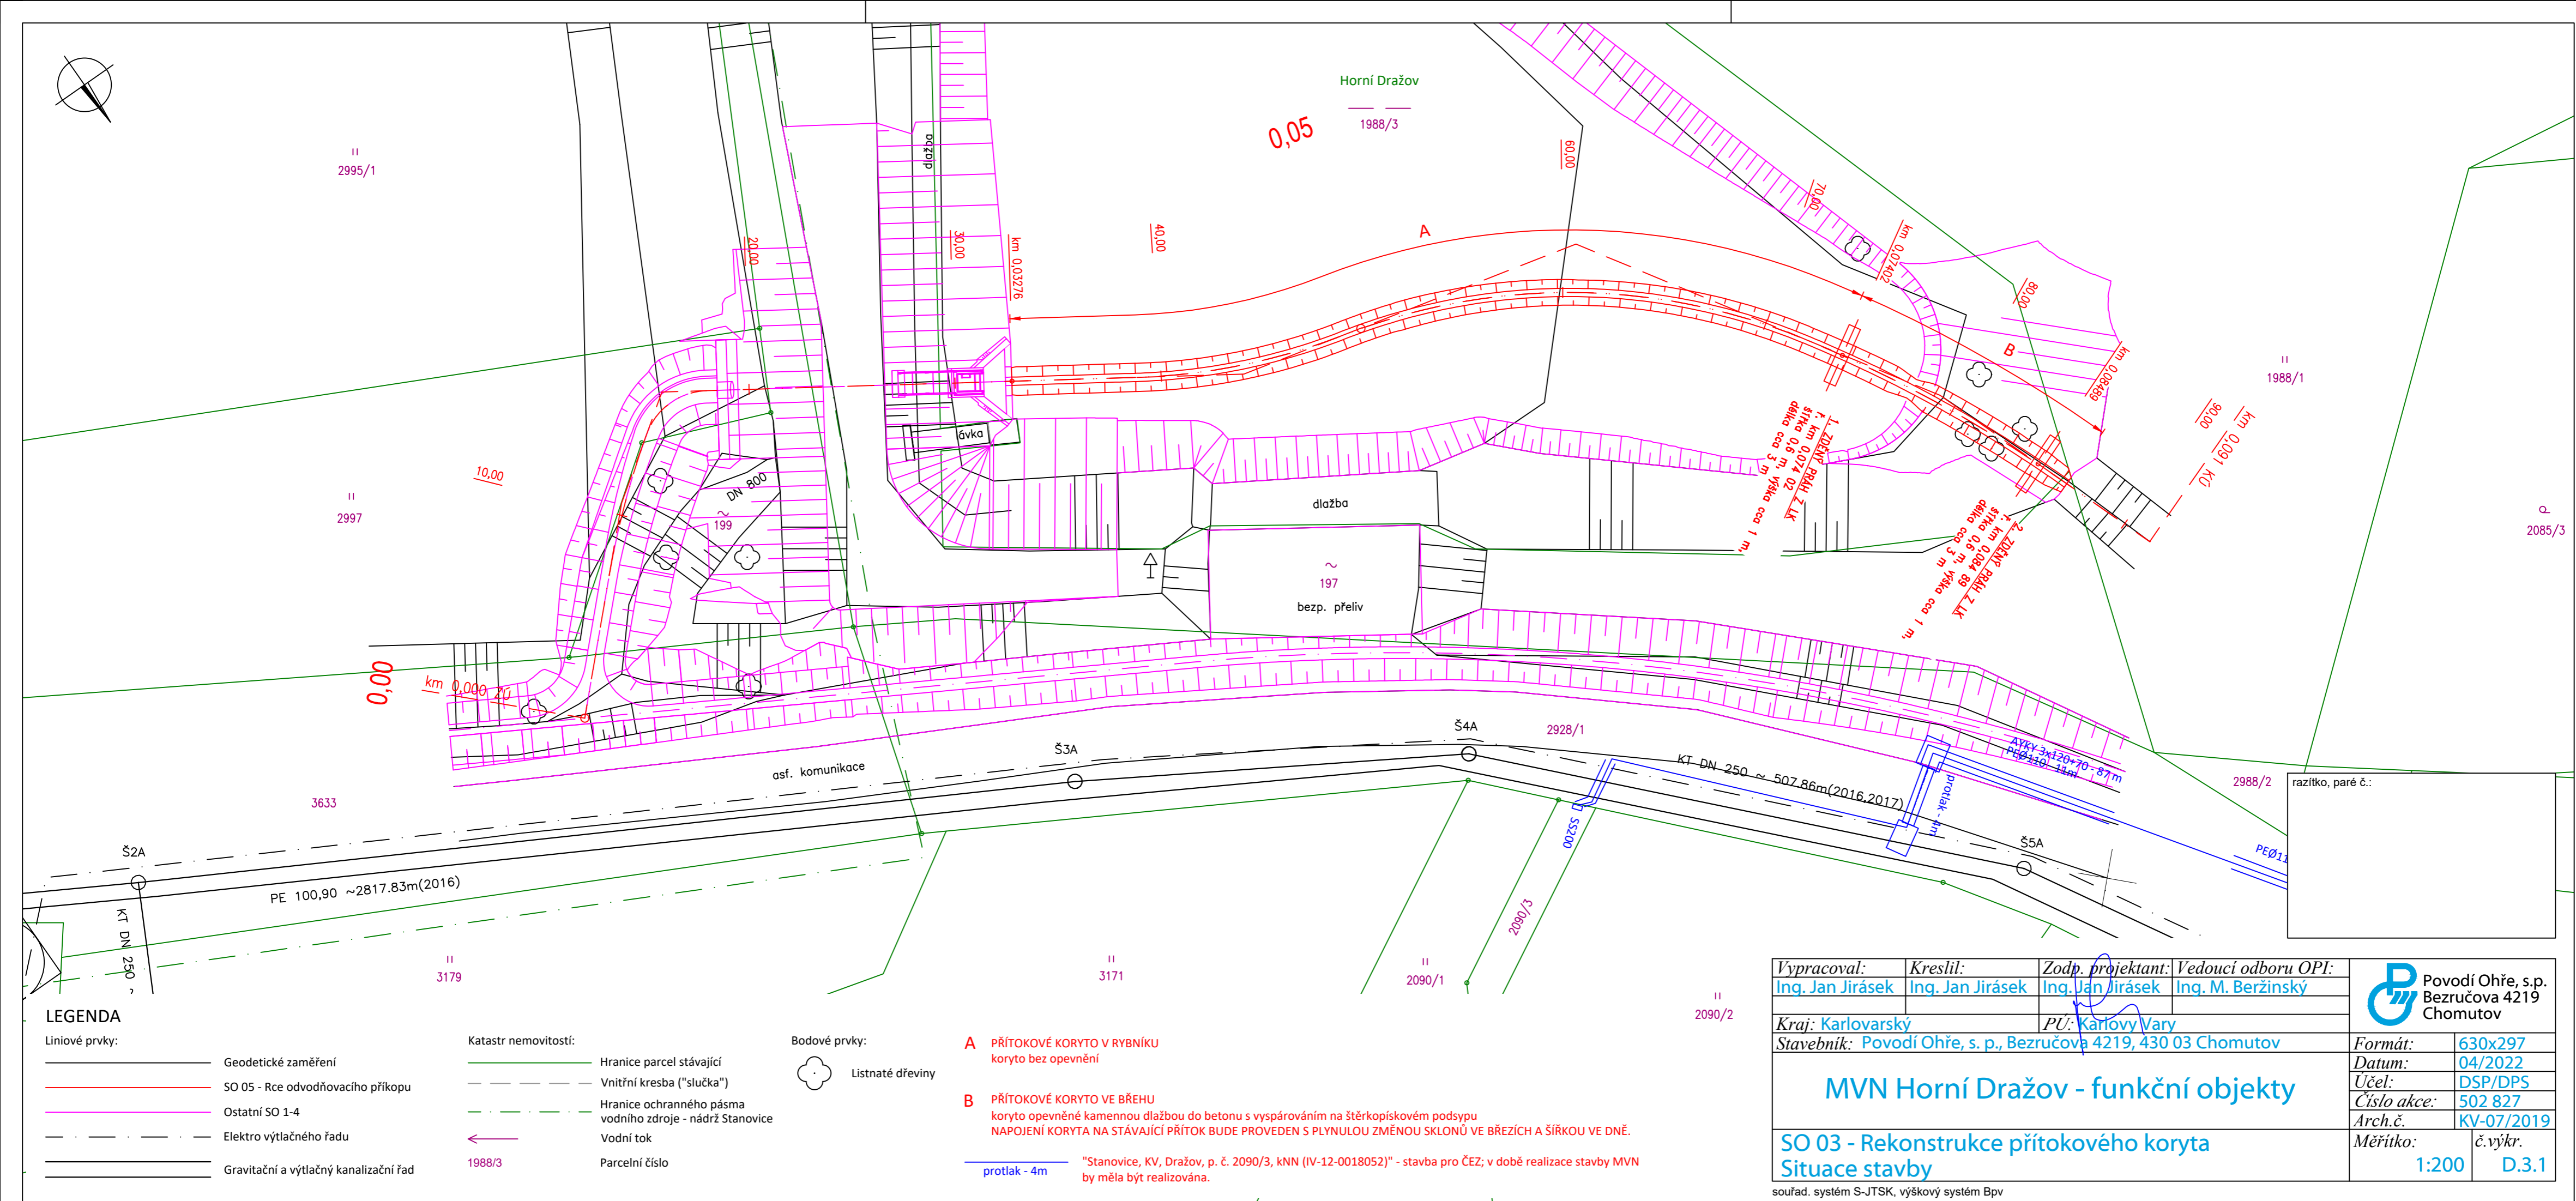 Horní Dražov
1988/3
0,05
2995/1
dlažba
60,00
70,00
km 0,07402
A
40,00
30,00
20,00
km 0,03276
80,00
B
km 0,08489
1988/1
90,00
km 0,091 KÚ
10,00
2997
DN 800
199
ávka
dlažba
1. ZDĚNÝ PRÁH Z LK
ř. km 0,074 02
šířka 0,6 m, výška cca 1 m,
délka cca 3 m
2. ZDĚNÝ PRÁH Z LK
ř. km 0,084 89
šířka 0,6 m, výška cca 1 m,
délka cca 3 m
2085/3
197
bezp. přeliv
0,00
km 0,000 ZÚ
2928/1
Š4A
Š3A
asf. komunikace
3633
KT DN 250 ~ 507.86m(2016,2017)
AYKY 3x120+70 - 87m
PEØ110- 11m
protlak - 4m
SS200
2988/2
Š5A
PEØ11
Š2A
PE 100,90 ~2817.83m(2016)
KT DN 250
2090/3
3179
3171
2090/1
2090/2
razítko, paré č.:
LEGENDA
Liniové prvky:
Geodetické zaměření
SO 05 - Rce odvodňovacího příkopu
Ostatní SO 1-4
Elektro výtlačného řadu
Gravitační a výtlačný kanalizační řad
Katastr nemovitostí:
Hranice parcel stávající
Vnitřní kresba ("slučka")
Hranice ochranného pásma
vodního zdroje - nádrž Stanovice
Vodní tok
1988/3 Parcelní číslo
Bodové prvky:
Listnaté dřeviny
A PŘÍTOKOVÉ KORYTO V RYBNÍKU
koryto bez opevnění
B PŘÍTOKOVÉ KORYTO VE BŘEHU
koryto opevněné kamennou dlažbou do betonu s vyspárováním na štěrkopískovém podsypu
NAPOJENÍ KORYTA NA STÁVAJÍCÍ PŘÍTOK BUDE PROVEDEN S PLYNULOU ZMĚNOU SKLONŮ VE BŘEZÍCH A ŠÍŘKOU VE DNĚ.
protlak - 4m
"Stanovice, KV, Dražov, p. č. 2090/3, kNN (IV-12-0018052)" - stavba pro ČEZ; v době realizace stavby MVN
by měla být realizována.
Vypracoval: Kreslil: Zodp. projektant: Vedoucí odboru OPI:
Ing. Jan Jirásek Ing. Jan Jirásek Ing. Jan Jirásek Ing. M. Beržinský
Kraj: Karlovarský PÚ: Karlovy Vary
Stavebník: Povodí Ohře, s. p., Bezručova 4219, 430 03 Chomutov
Povodí Ohře, s.p.
Bezručova 4219
Chomutov
MVN Horní Dražov - funkční objekty
Formát: 630x297
Datum: 04/2022
Účel: DSP/DPS
Číslo akce: 502 827
Arch.č. KV-07/2019
SO 03 - Rekonstrukce přítokového koryta
Situace stavby
Měřítko: 1:200
č.výkr. D.3.1
souřad. systém S-JTSK, výškový systém Bpv